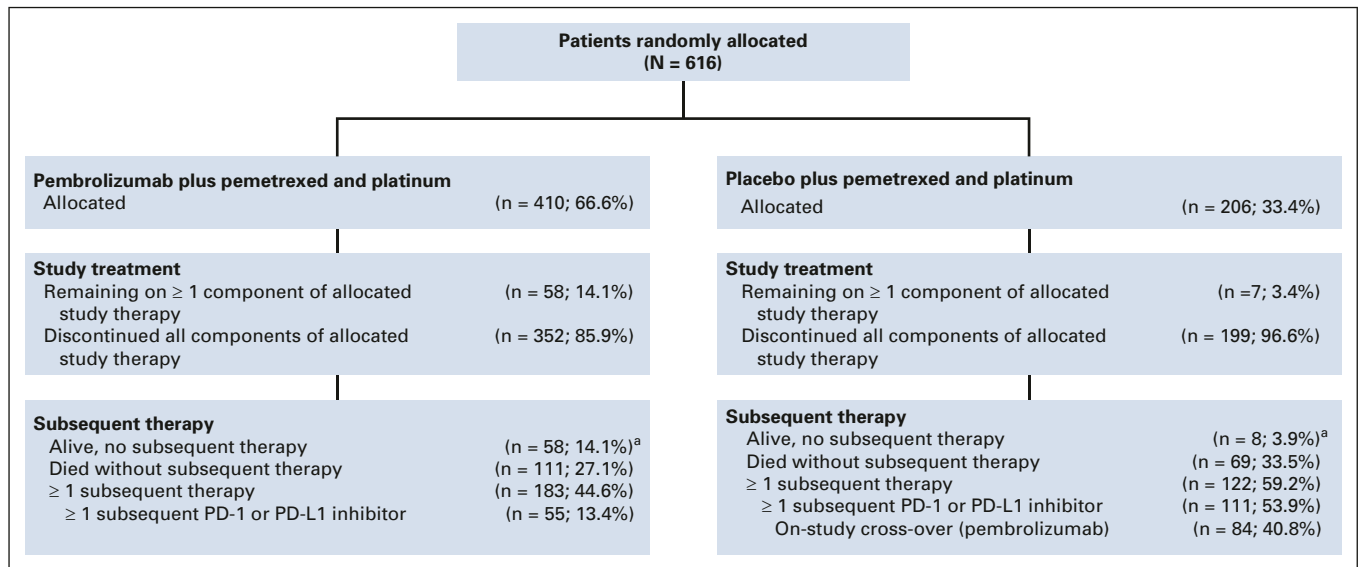 Patients randomly allocated
(N = 616)
Pembrolizumab plus pemetrexed and platinum
Allocated (n = 410; 66.6%)
Placebo plus pemetrexed and platinum
Allocated (n = 206; 33.4%)
Study treatment
Remaining on ≥ 1 component of allocated (n = 58; 14.1%)
study therapy
Discontinued all components of allocated (n = 352; 85.9%)
study therapy
Study treatment
Remaining on ≥ 1 component of allocated (n =7; 3.4%)
study therapy
Discontinued all components of allocated (n = 199; 96.6%)
study therapy
Subsequent therapy
Alive, no subsequent therapy (n = 58; 14.1%)a
Died without subsequent therapy (n = 111; 27.1%)
≥ 1 subsequent therapy (n = 183; 44.6%)
≥ 1 subsequent PD-1 or PD-L1 inhibitor (n = 55; 13.4%)
Subsequent therapy
Alive, no subsequent therapy (n = 8; 3.9%)a
Died without subsequent therapy (n = 69; 33.5%)
≥ 1 subsequent therapy (n = 122; 59.2%)
≥ 1 subsequent PD-1 or PD-L1 inhibitor (n = 111; 53.9%)
On-study cross-over (pembrolizumab) (n = 84; 40.8%)